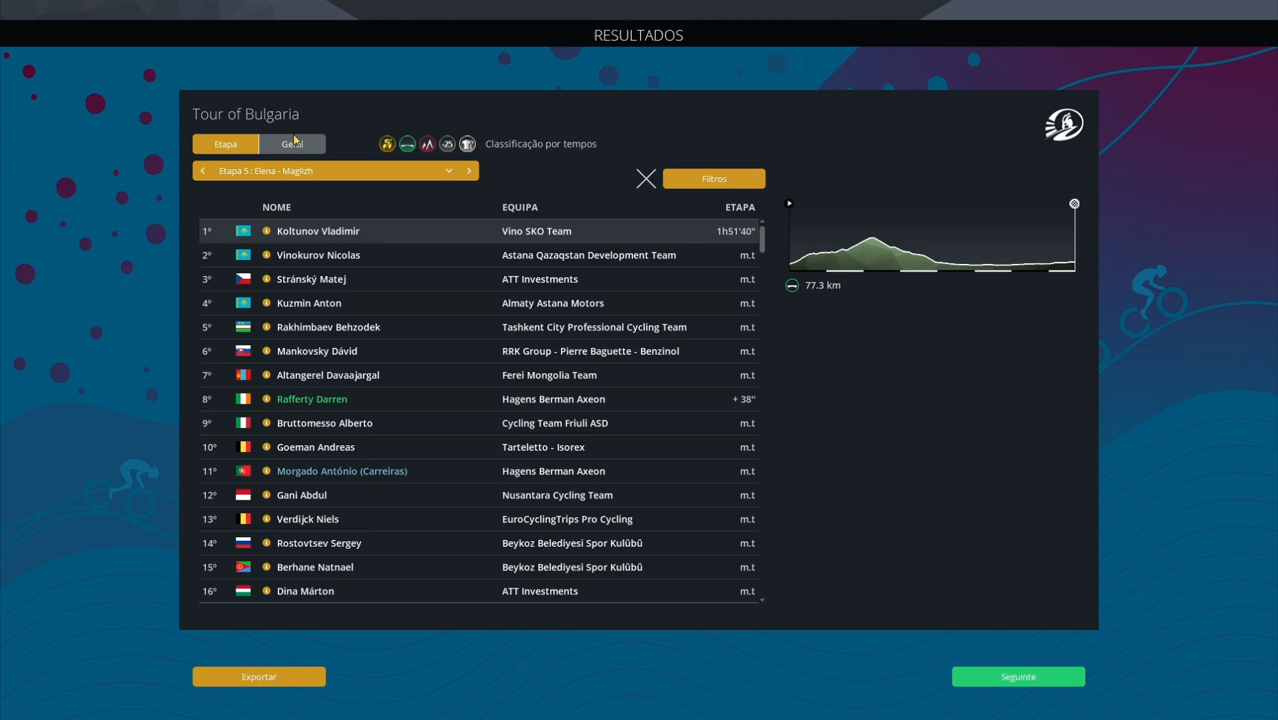 RESULTADOS
Tour of Bulgaria
Etapa Geral -25 Classificação por tempos
Etapa 5 : Elena - Maglizh
Filtros
NOME EQUIPA ETAPA
1º Koltunov Vladimir Vino SKO Team 1h51'40"
2º Vinokurov Nicolas Astana Qazaqstan Development Team m.t
3º Stránský Matej ATT Investments m.t
4º Kuzmin Anton Almaty Astana Motors m.t
5º Rakhimbaev Behzodek Tashkent City Professional Cycling Team m.t
6º Mankovsky Dávid RRK Group - Pierre Baguette - Benzinol m.t
7º Altangerel Davaajargal Ferei Mongolia Team m.t
8º Rafferty Darren Hagens Berman Axeon + 38"
9º Bruttomesso Alberto Cycling Team Friuli ASD m.t
10º Goeman Andreas Tarteletto - Isorex m.t
11º Morgado António (Carreiras) Hagens Berman Axeon m.t
12º Gani Abdul Nusantara Cycling Team m.t
13º Verdijck Niels EuroCyclingTrips Pro Cycling m.t
14º Rostovtsev Sergey Beykoz Belediyesi Spor Kulübü m.t
15º Berhane Natnael Beykoz Belediyesi Spor Kulübü m.t
16º Dina Márton ATT Investments m.t
77.3 km
Exportar
Seguinte